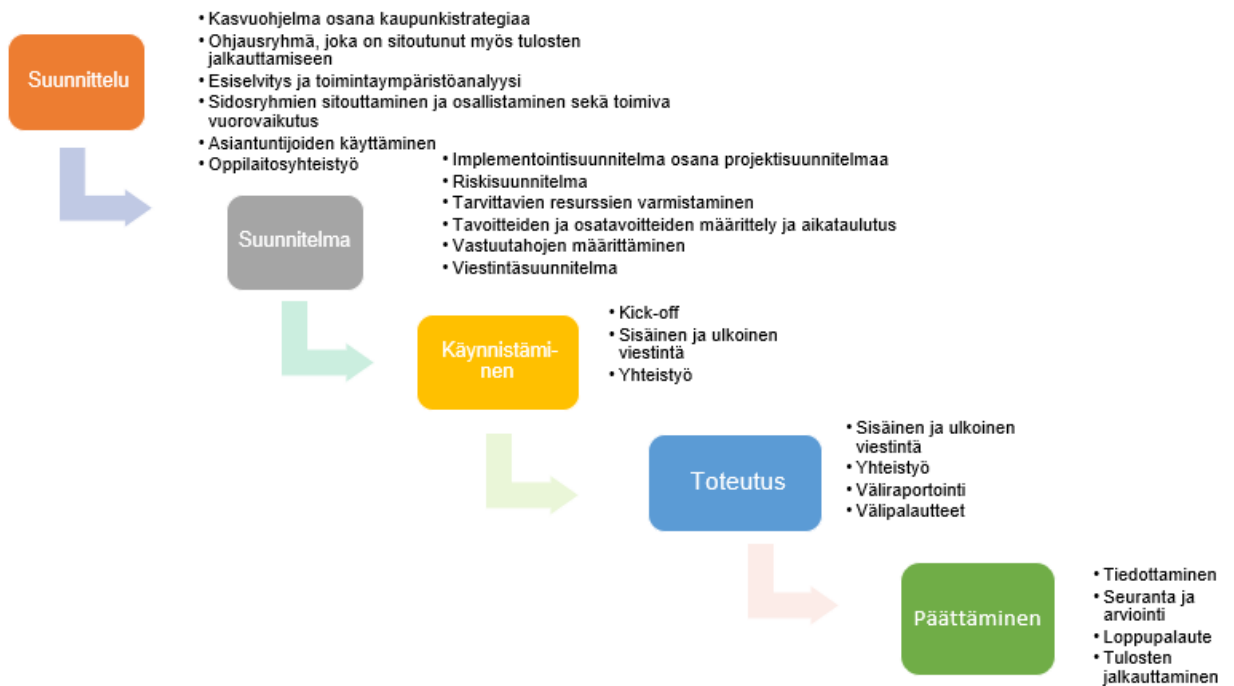 Suunnittelu
• Kasvuohjelma osana kaupunkistrategiaa
• Ohjausryhmä, joka on sitoutunut myös tulosten
jalkauttamiseen
• Esiselvitys ja toimintaympäristöanalyysi
• Sidosryhmien sitouttaminen ja osallistaminen sekä toimiva
vuorovaikutus
• Asiantuntijoiden käyttäminen
• Oppilaitosyhteistyö
Suunnitelma
• Implementointisuunnitelma osana projektisuunnitelmaa
• Riskisuunnitelma
• Tarvittavien resurssien varmistaminen
• Tavoitteiden ja osatavoitteiden määrittely ja aikataulutus
• Vastuutahojen määrittäminen
• Viestintäsuunnitelma
Käynnistämi-
nen
• Kick-off
• Sisäinen ja ulkoinen
viestintä
• Yhteistyö
Toteutus
• Sisäinen ja ulkoinen
viestintä
• Yhteistyö
• Väliraportointi
• Välipalautteet
Päättäminen
• Tiedottaminen
• Seuranta ja
arviointi
• Loppupalaute
• Tulosten
jalkauttaminen